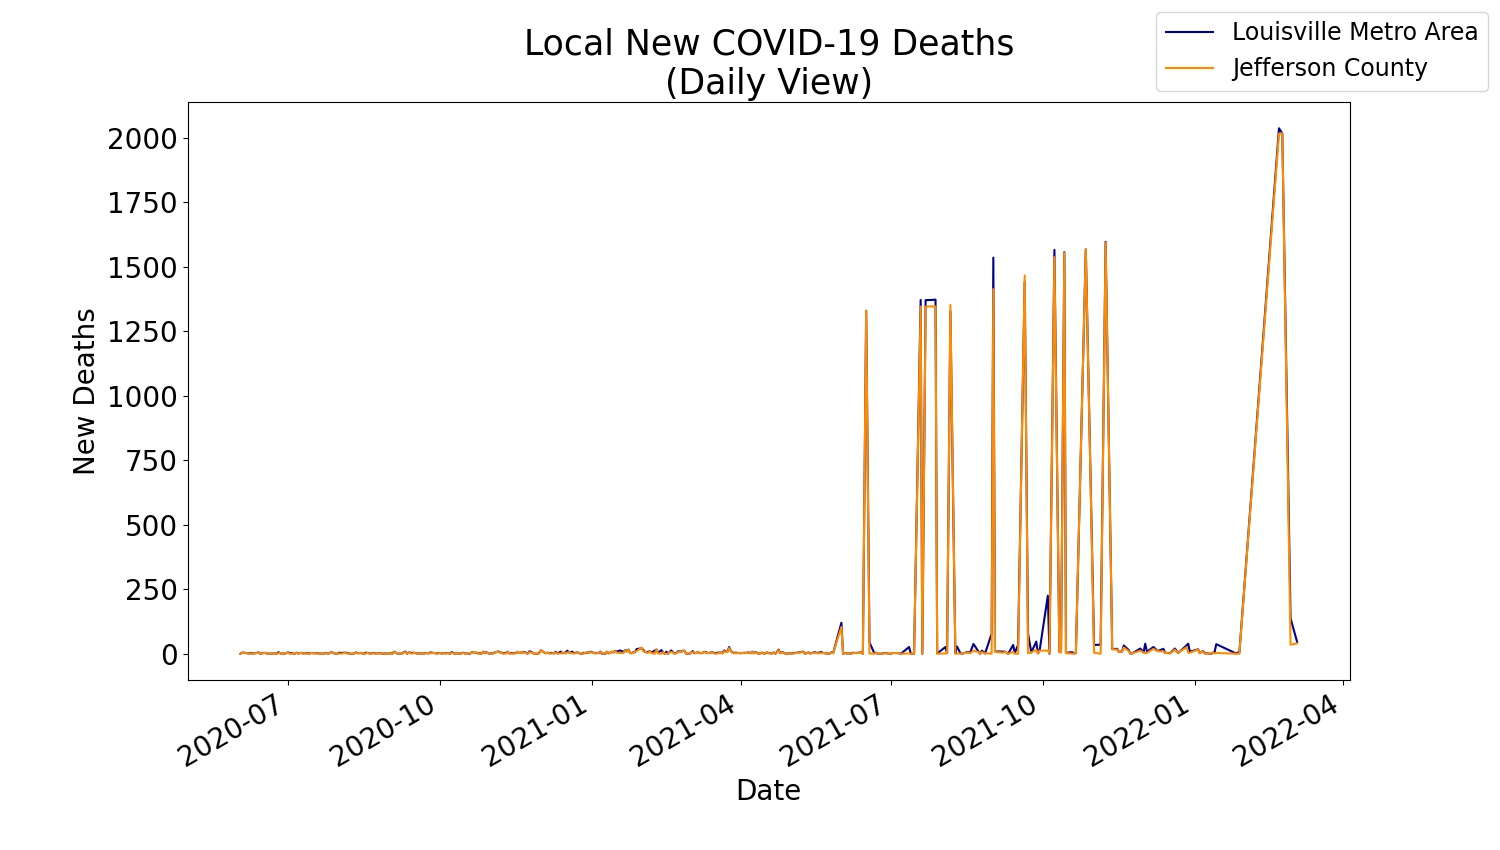 Local New COVID-19 Deaths
(Daily View)
Louisville Metro Area
Jefferson County
2000
1750
1500
1250
1000
750
500
250
0
New Deaths
2020-07
2020-10
2021-01
2021-04
2021-07
2021-10
2022-01
2022-04
Date